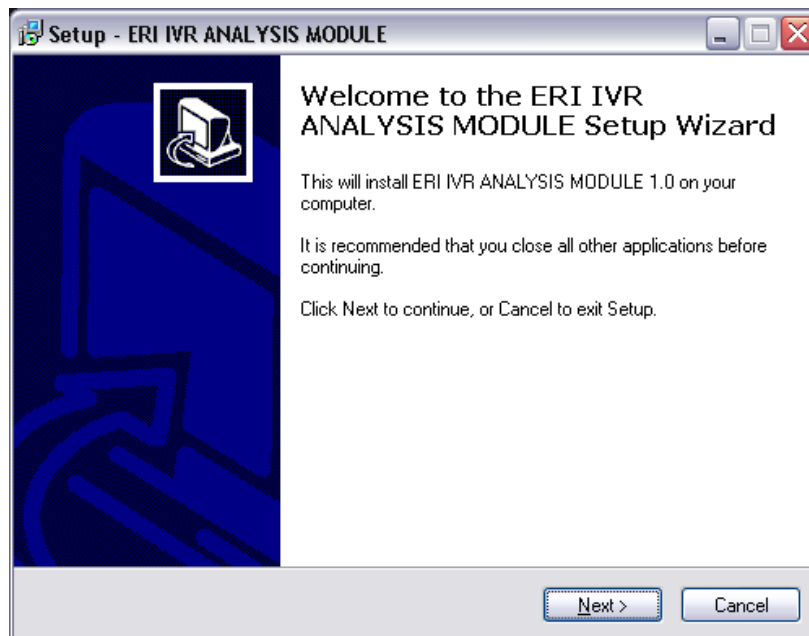 Setup - ERI IVR ANALYSIS MODULE
Welcome to the ERI IVR
ANALYSIS MODULE Setup Wizard
This will install ERI IVR ANALYSIS MODULE 1.0 on your
computer.
It is recommended that you close all other applications before
continuing.
Click Next to continue, or Cancel to exit Setup.
Next >
Cancel